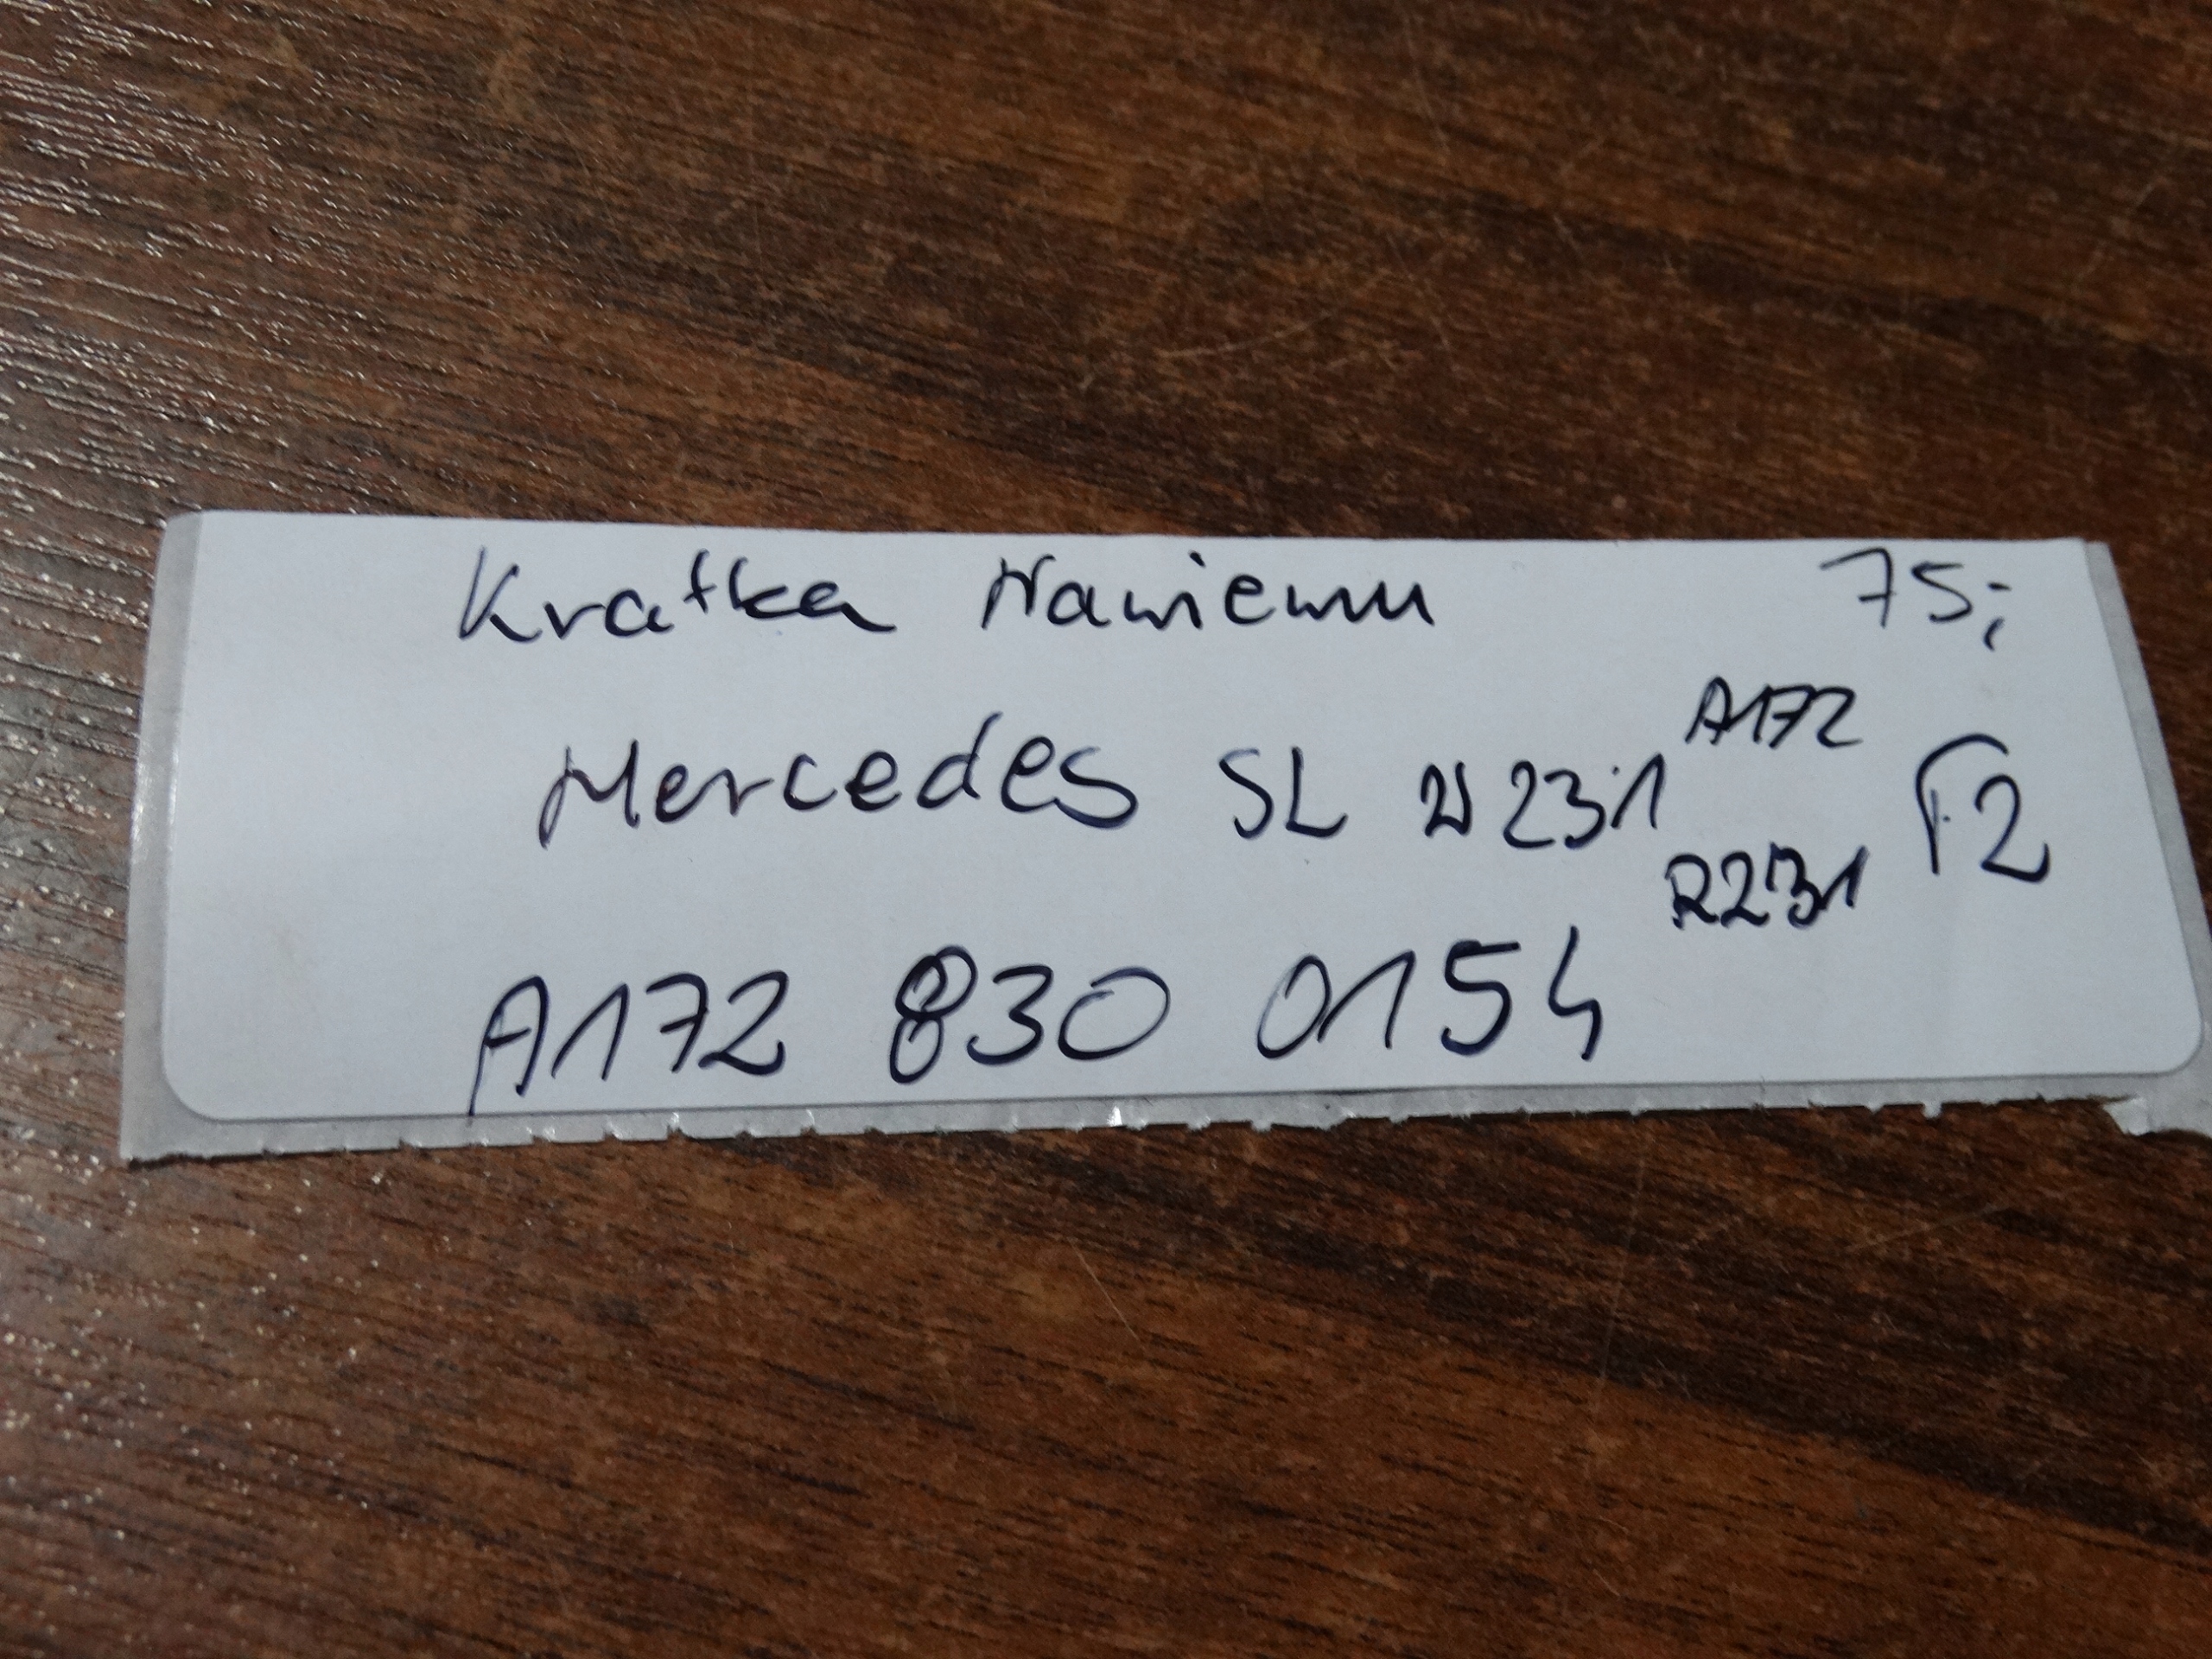 Kratka Nawiewu 75,-
Mercedes SL W231 A172 R231 F2
A172 830 0154